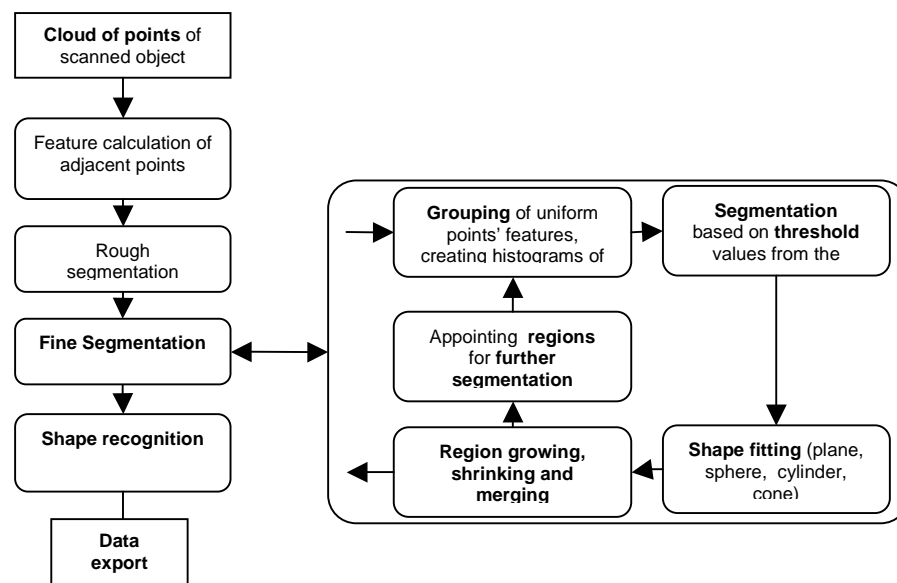 Cloud of points of
scanned object
Feature calculation of
adjacent points
Rough
segmentation
Fine Segmentation
Shape recognition
Data
export
Grouping of uniform
points' features,
creating histograms of
Segmentation
based on threshold
values from the
Appointing regions
for further
segmentation
Region growing,
shrinking and
merging
Shape fitting (plane,
sphere, cylinder,
cone)